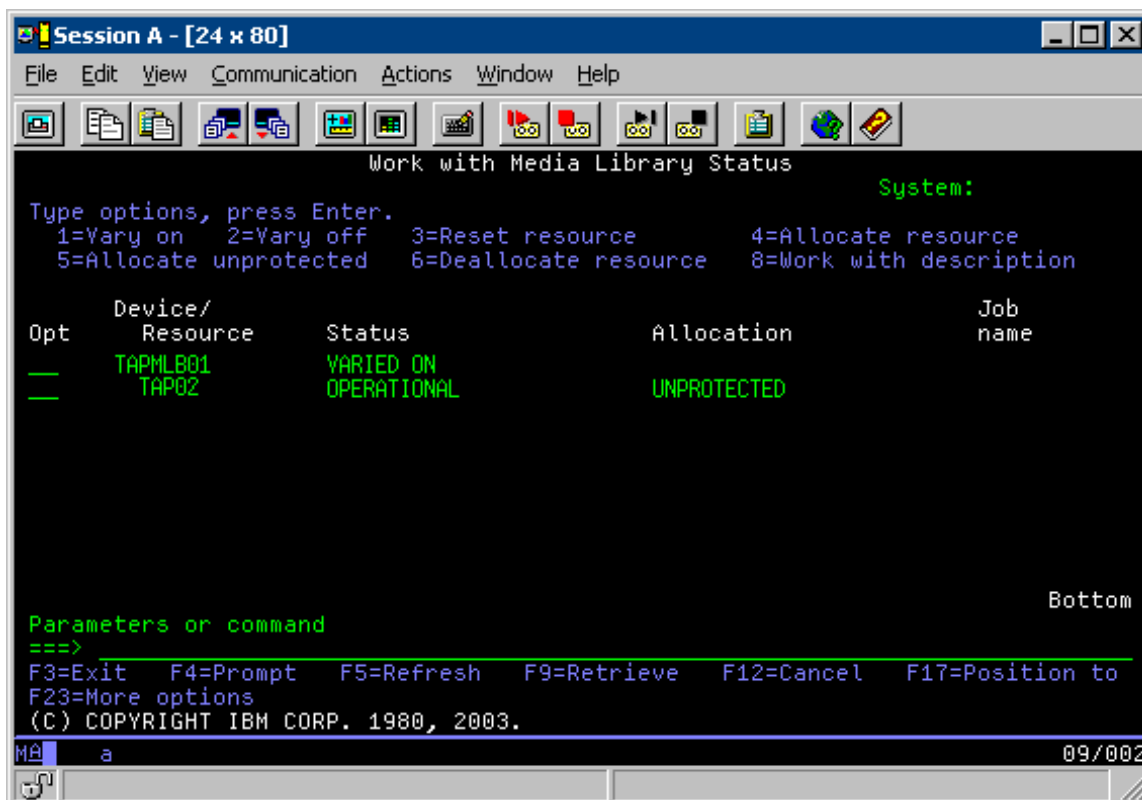 Session A - [24 x 80]
File Edit View Communication Actions Window Help
Work with Media Library Status
System:
Type options, press Enter.
1=Vary on 2=Vary off 3=Reset resource 4=Allocate resource
5=Allocate unprotected 6=Deallocate resource 8=Work with description
Device/ Job
Opt Resource Status Allocation name
___ TAPMLB01 VARIED ON
___ TAP02 OPERATIONAL UNPROTECTED
Bottom
Parameters or command
===>
F3=Exit F4=Prompt F5=Refresh F9=Retrieve F12=Cancel F17=Position to
F23=More options
(C) COPYRIGHT IBM CORP. 1980, 2003.
MA a 09/002